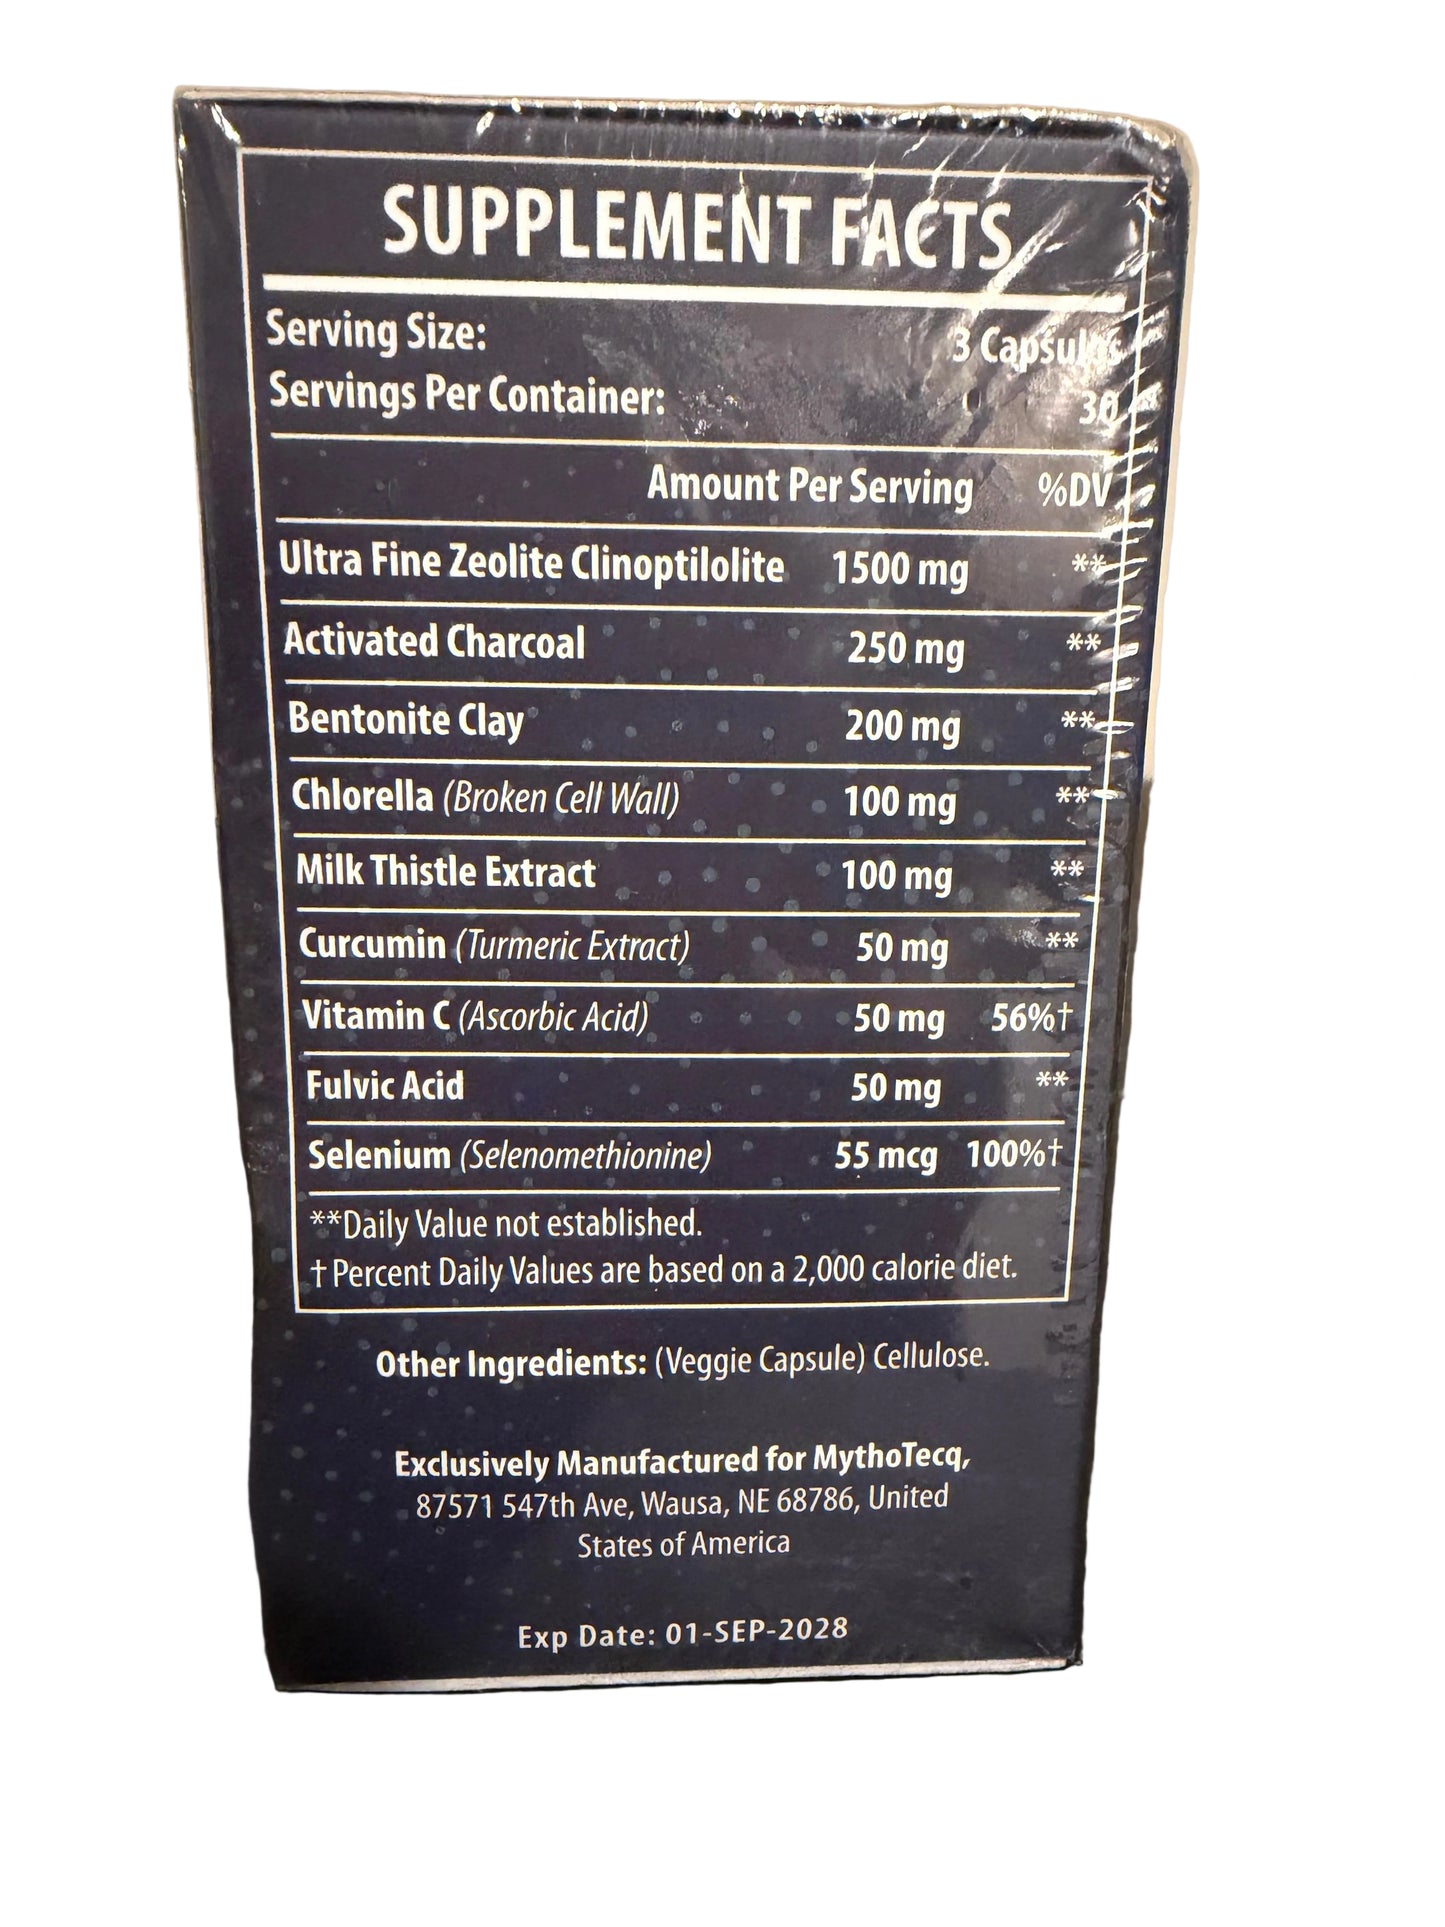 SUPPLEMENT FACTS
Serving Size: 3 Capsules
Servings Per Container: 30
Amount Per Serving %DV
Ultra Fine Zeolite Clinoptilolite 1500 mg **
Activated Charcoal 250 mg **
Bentonite Clay 200 mg **
Chlorella (Broken Cell Wall) 100 mg **
Milk Thistle Extract 100 mg **
Curcumin (Turmeric Extract) 50 mg **
Vitamin C (Ascorbic Acid) 50 mg 56%†
Fulvic Acid 50 mg **
Selenium (Selenomethionine) 55 mcg 100%†
**Daily Value not established.
† Percent Daily Values are based on a 2,000 calorie diet.
Other Ingredients: (Veggie Capsule) Cellulose.
Exclusively Manufactured for MythoTecq,
87571 547th Ave, Wausa, NE 68786, United
States of America
Exp Date: 01-SEP-2028